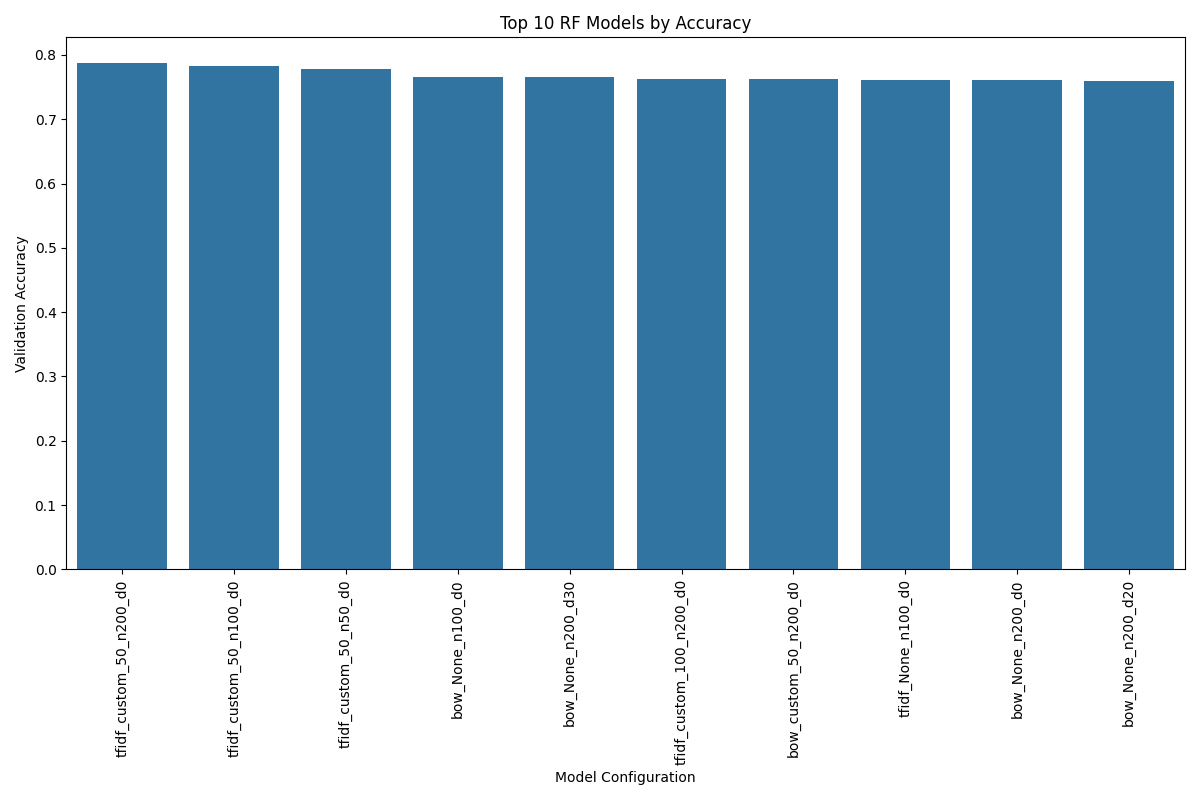 Top 10 RF Models by Accuracy
Validation Accuracy
0.8
0.7
0.6
0.5
0.4
0.3
0.2
0.1
0.0
tfidf_custom_50_n200_d0
tfidf_custom_50_n100_d0
tfidf_custom_50_n50_d0
bow_None_n100_d0
bow_None_n200_d30
tfidf_custom_100_n200_d0
bow_custom_50_n200_d0
tfidf_None_n100_d0
bow_None_n200_d0
bow_None_n200_d20
Model Configuration